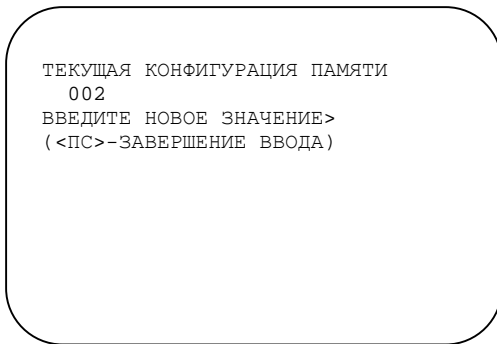 ТЕКУЩАЯ КОНФИГУРАЦИЯ ПАМЯТИ
002
ВВЕДИТЕ НОВОЕ ЗНАЧЕНИЕ>
(<ПС>-ЗАВЕРШЕНИЕ ВВОДА)